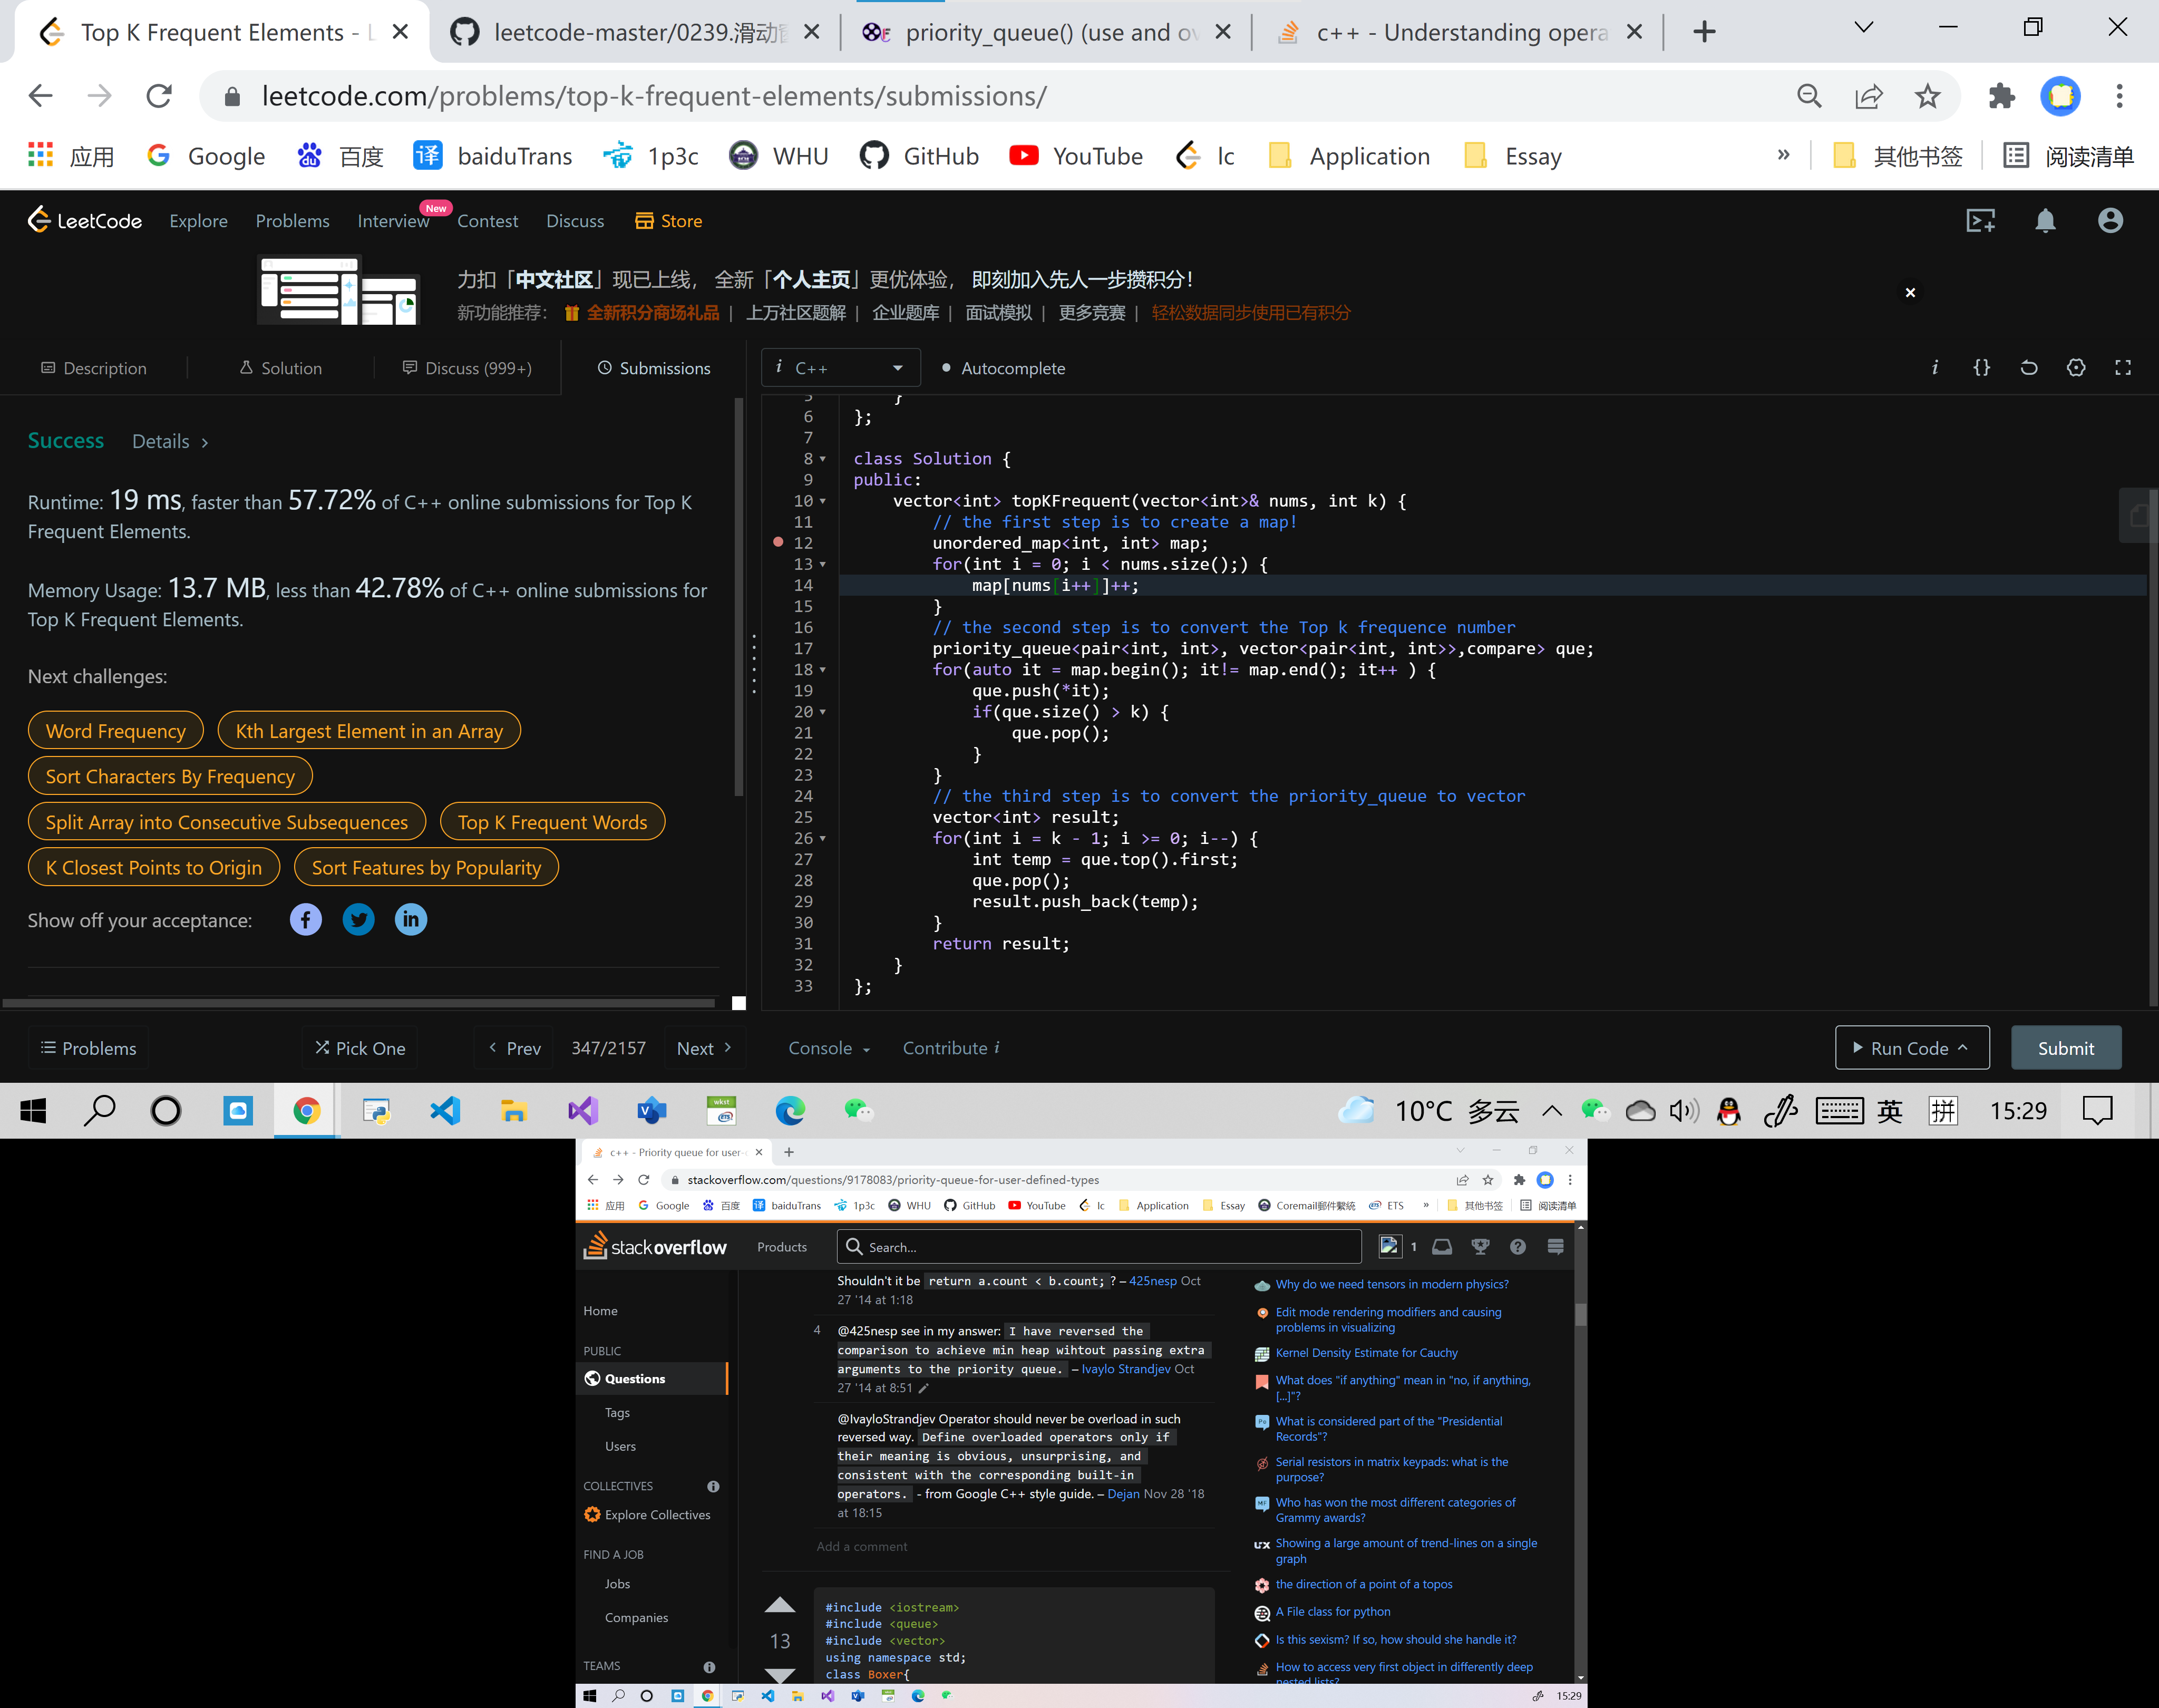 Top K Frequent Elements - L
leetcode-master/0239.滑动窗
priority_queue() (use and ov
c++ - Understanding opera
leetcode.com/problems/top-k-frequent-elements/submissions/
应用 Google 百度 译 baiduTrans 1p3c WHU GitHub YouTube lc Application Essay » 其他书签 阅读清单
LeetCode Explore Problems Interview New Contest Discuss Store
力扣「中文社区」现已上线， 全新「个人主页」更优体验， 即刻加入先人一步攒积分！
新功能推荐： 全新积分商场礼品 | 上万社区题解 | 企业题库 | 面试模拟 | 更多竞赛 | 轻松数据同步使用已有积分
Description Solution Discuss (999+) Submissions
i C++ Autocomplete i {}
Success Details >
Runtime: 19 ms, faster than 57.72% of C++ online submissions for Top K
Frequent Elements.
Memory Usage: 13.7 MB, less than 42.78% of C++ online submissions for
Top K Frequent Elements.
Next challenges:
Word Frequency Kth Largest Element in an Array
Sort Characters By Frequency
Split Array into Consecutive Subsequences Top K Frequent Words
K Closest Points to Origin Sort Features by Popularity
Show off your acceptance:
5 }
6 };
7
8 class Solution {
9 public:
10 vector<int> topKFrequent(vector<int>& nums, int k) {
11 // the first step is to create a map!
12 unordered_map<int, int> map;
13 for(int i = 0; i < nums.size();) {
14 map[nums[i++]]++;
15 }
16 // the second step is to convert the Top k frequence number
17 priority_queue<pair<int, int>, vector<pair<int, int>>,compare> que;
18 for(auto it = map.begin(); it!= map.end(); it++ ) {
19 que.push(*it);
20 if(que.size() > k) {
21 que.pop();
22 }
23 }
24 // the third step is to convert the priority_queue to vector
25 vector<int> result;
26 for(int i = k - 1; i >= 0; i--) {
27 int temp = que.top().first;
28 que.pop();
29 result.push_back(temp);
30 }
31 return result;
32 }
33 };
Problems Pick One < Prev 347/2157 Next > Console Contribute i Run Code Submit
10°C 多云 英 拼 15:29
c++ - Priority queue for user-
stackoverflow.com/questions/9178083/priority-queue-for-user-defined-types
应用 Google 百度 译 baiduTrans 1p3c WHU GitHub YouTube lc Application Essay Coremail郵件繫統 ETS » 其他书签 阅读清单
stackoverflow Products Search... 1
Home
PUBLIC
Questions
Tags
Users
COLLECTIVES
Explore Collectives
FIND A JOB
Jobs
Companies
TEAMS
Shouldn't it be return a.count < b.count; ? – 425nesp Oct
27 '14 at 1:18
4 @425nesp see in my answer: I have reversed the
comparison to achieve min heap wihtout passing extra
arguments to the priority queue. – Ivaylo Strandjev Oct
27 '14 at 8:51
@IvayloStrandjev Operator should never be overload in such
reversed way. Define overloaded operators only if
their meaning is obvious, unsurprising, and
consistent with the corresponding built-in
operators. - from Google C++ style guide. – Dejan Nov 28 '18
at 18:15
Add a comment
13
#include <iostream>
#include <queue>
#include <vector>
using namespace std;
class Boxer{
Why do we need tensors in modern physics?
Edit mode rendering modifiers and causing
problems in visualizing
Kernel Density Estimate for Cauchy
What does "if anything" mean in "no, if anything,
[...]"?
What is considered part of the "Presidential
Records"?
Serial resistors in matrix keypads: what is the
purpose?
Who has won the most different categories of
Grammy awards?
Showing a large amount of trend-lines on a single
graph
the direction of a point of a topos
A File class for python
Is this sexism? If so, how should she handle it?
How to access very first object in differently deep
nested lists?
15:29